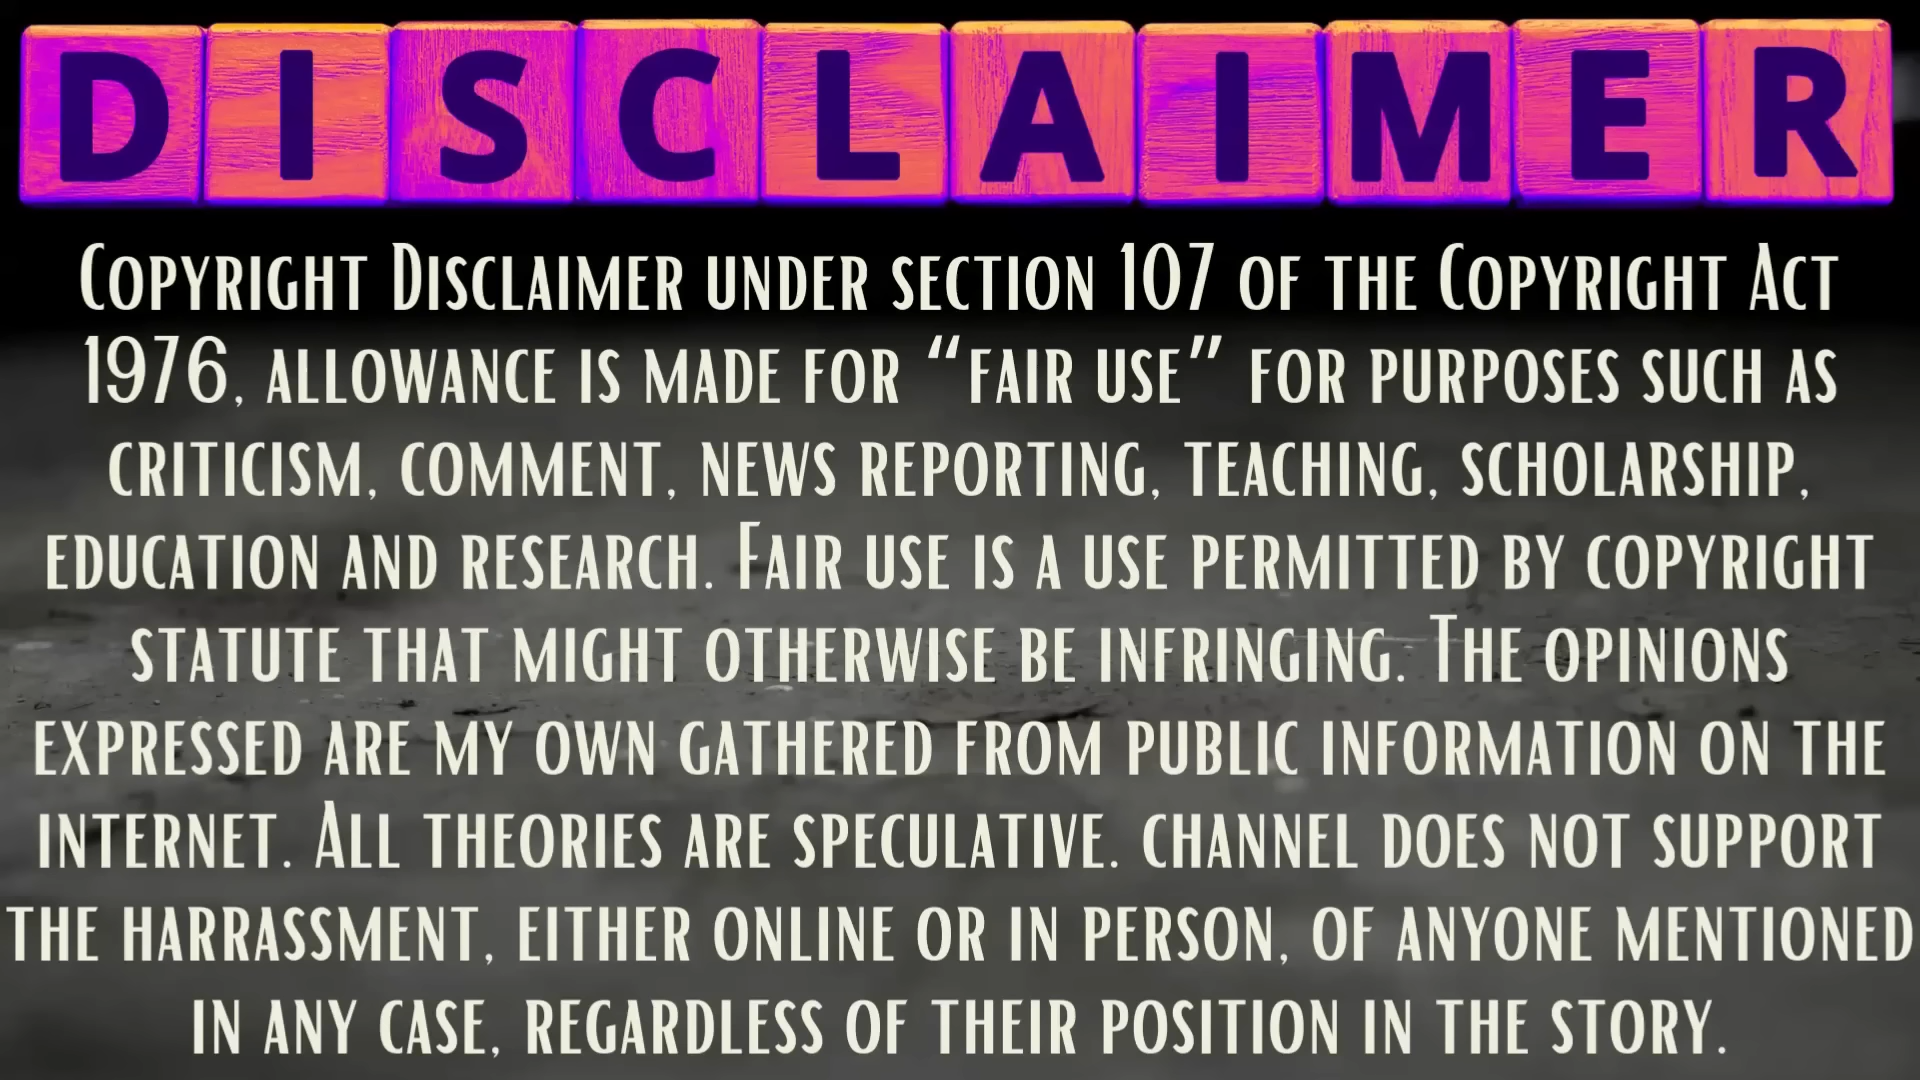 DISCLAIMER
Copyright Disclaimer under section 107 of the Copyright Act
1976, allowance is made for “fair use” for purposes such as
criticism, comment, news reporting, teaching, scholarship,
education and research. Fair use is a use permitted by copyright
statute that might otherwise be infringing. The opinions
expressed are my own gathered from public information on the
internet. All theories are speculative. channel does not support
the harrassment, either online or in person, of anyone mentioned
in any case, regardless of their position in the story.